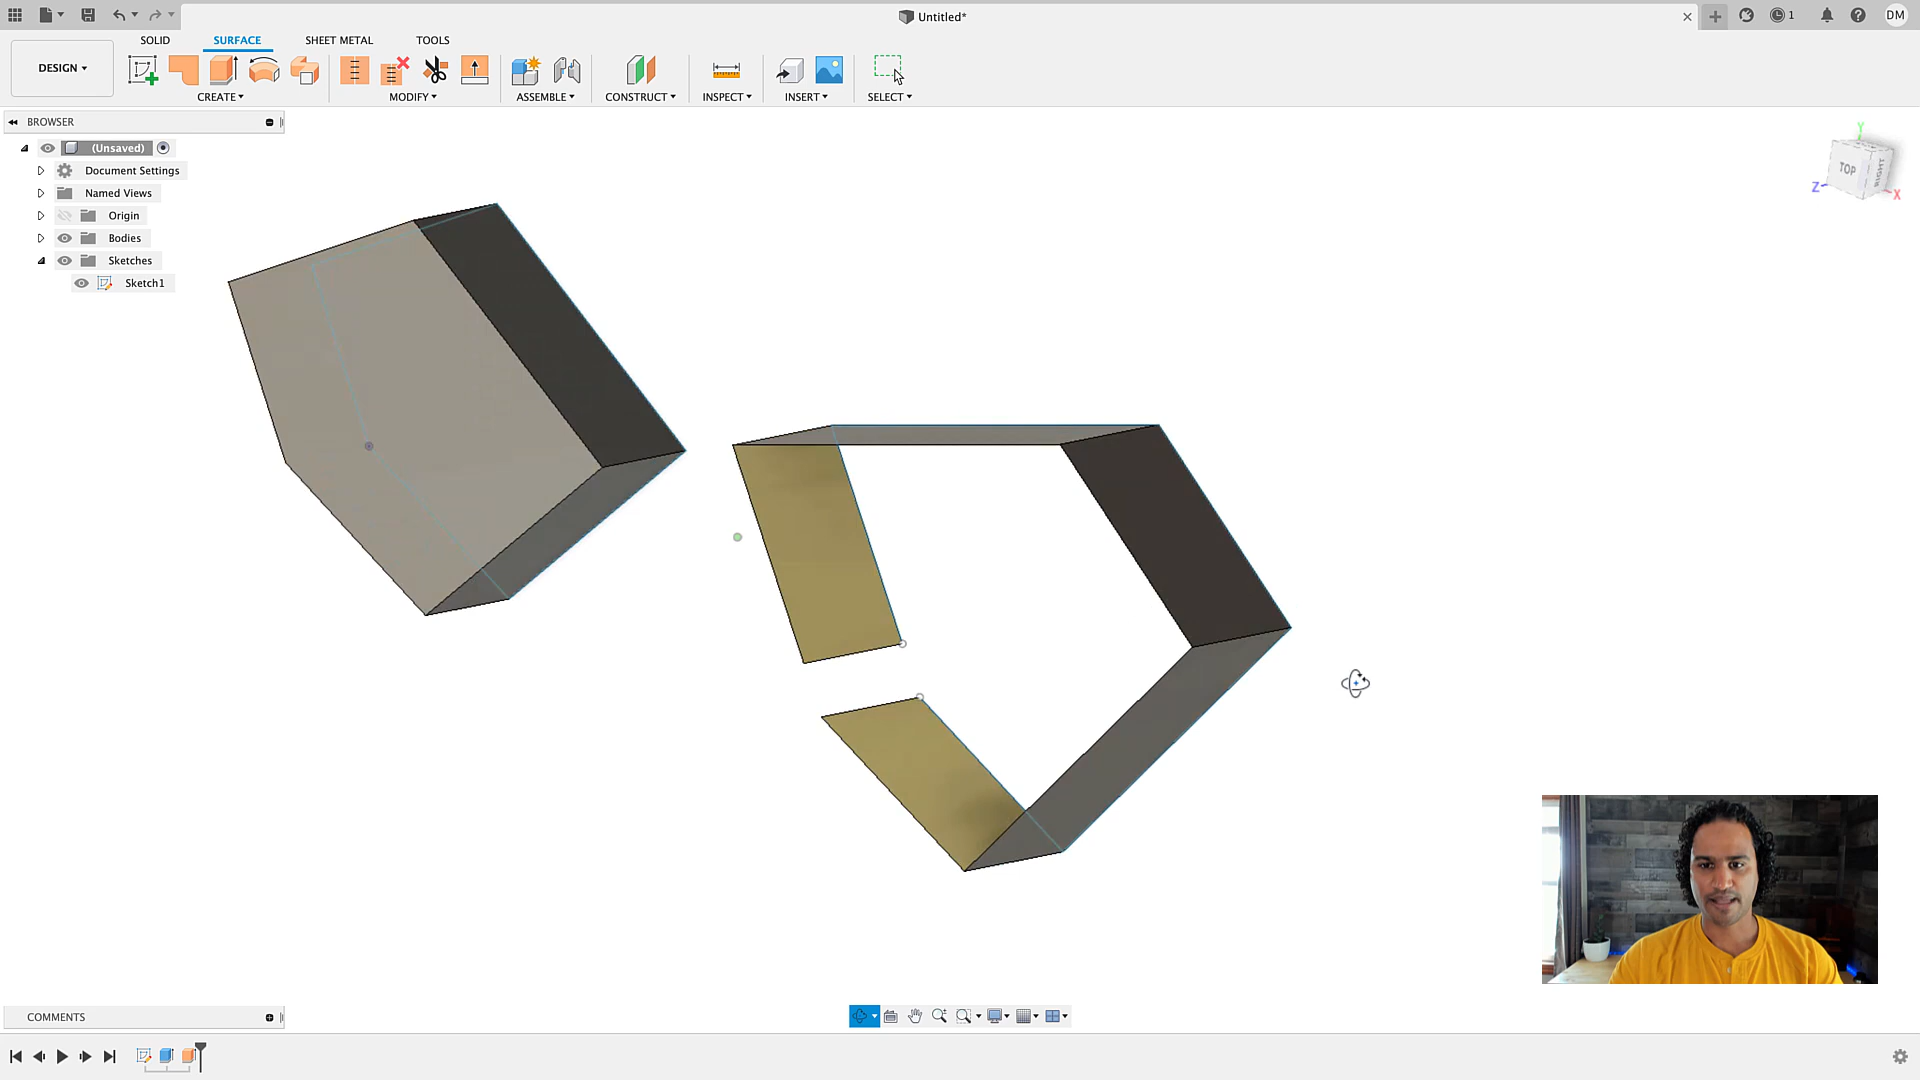 Untitled*
1
DM
SOLID
SURFACE
SHEET METAL
TOOLS
DESIGN
CREATE
MODIFY
ASSEMBLE
CONSTRUCT
INSPECT
INSERT
SELECT
BROWSER
(Unsaved)
Document Settings
Named Views
Origin
Bodies
Sketches
Sketch1
Y
TOP
RIGHT
Z
X
COMMENTS